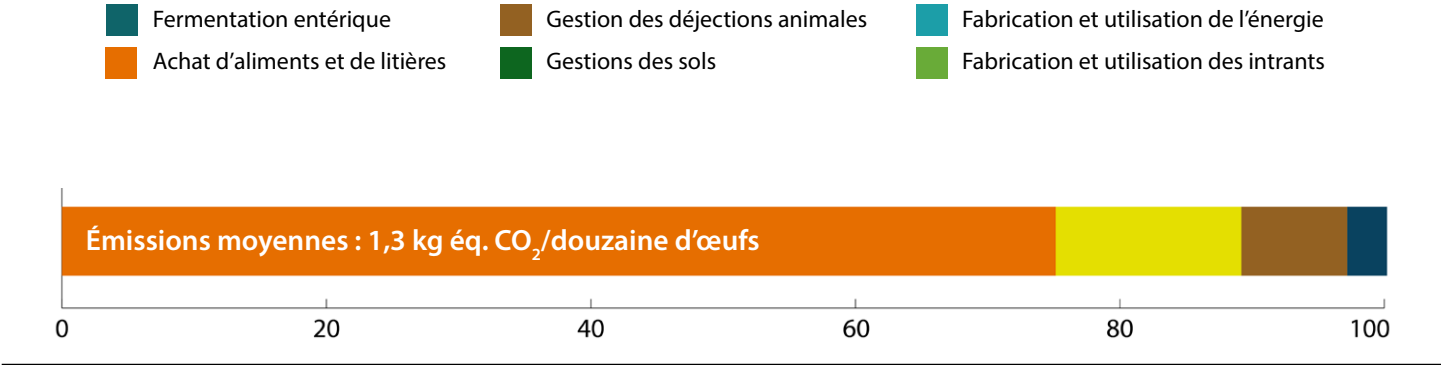 Fermentation entérique
Gestion des déjections animales
Fabrication et utilisation de l’énergie
Achat d’aliments et de litières
Gestions des sols
Fabrication et utilisation des intrants
Émissions moyennes : 1,3 kg éq. CO₂/douzaine d’œufs
0 20 40 60 80 100